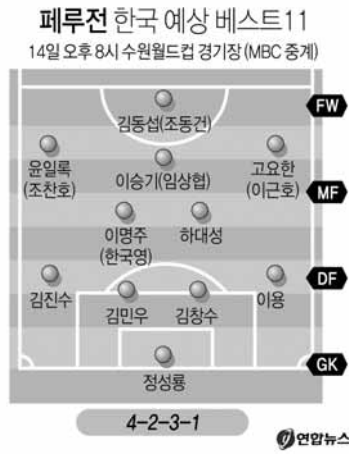 페루전 한국 예상 베스트11
14일 오후 8시 수원월드컵 경기장 (MBC 중계)
FW
김동섭(조동건)
윤일록
(조찬호)
이승기(임상협)
고요한
(이근호)
MF
이명주
(한국영)
하대성
DF
김진수
김민우
김창수
이용
GK
정성룡
4-2-3-1
연합뉴스